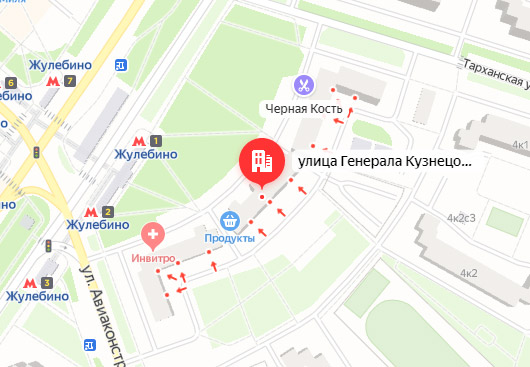 Жулебино
6
7
Жулебино
Тарханская у
Черная Кость
1
Жулебино
4к1
улица Генерала Кузнецо...
2
Жулебино
4к2с3
Продукты
Инвитро
4к2
3
Жулебино
ул. Авиаконстр